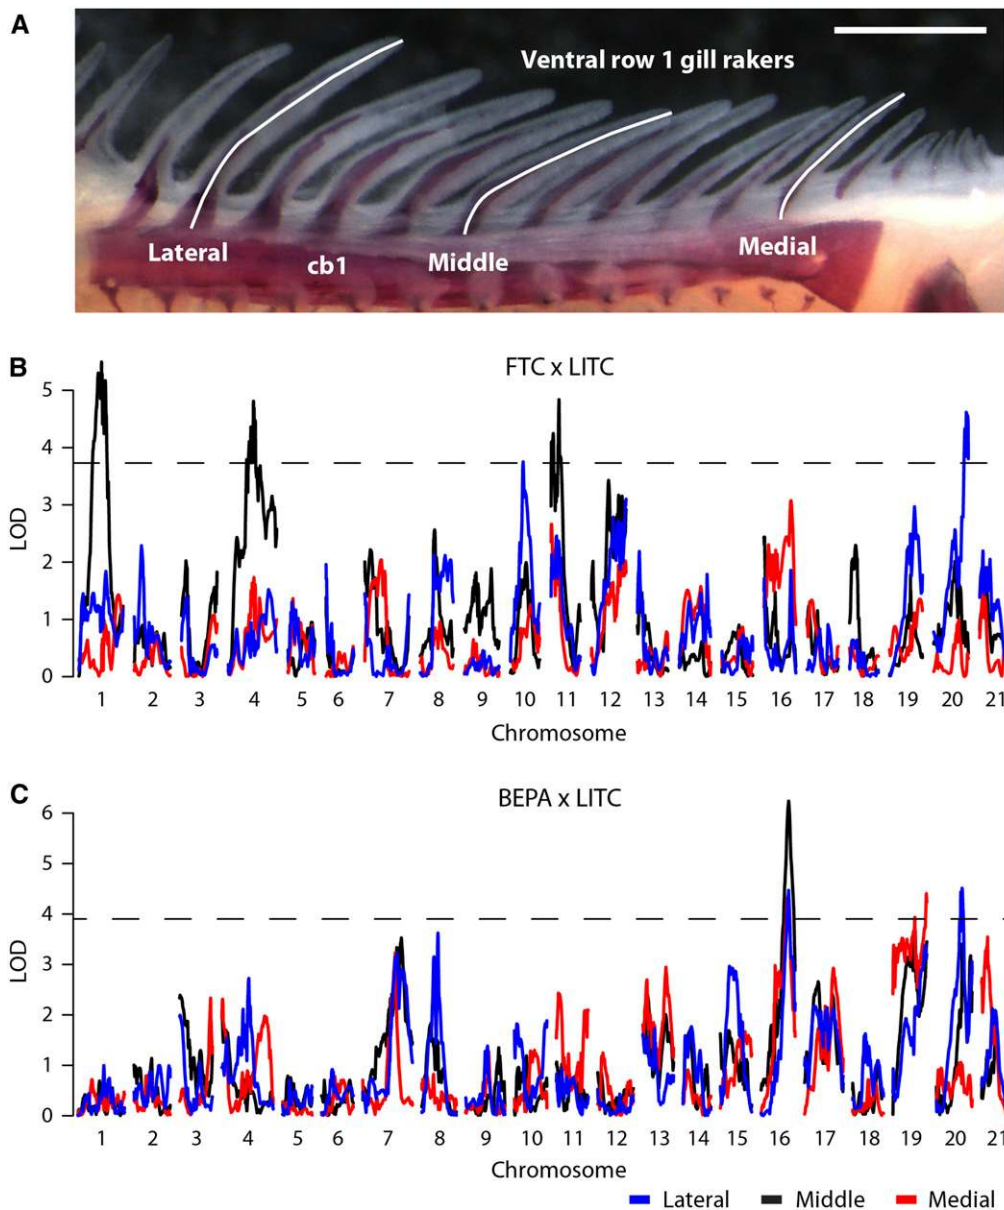 A
Ventral row 1 gill rakers
Lateral
cb1
Middle
Medial
B
FTC x LITC
5
4
3
2
1
0
LOD
1 2 3 4 5 6 7 8 9 10 11 12 13 14 15 16 17 18 19 20 21
Chromosome
C
BEPA x LITC
6
5
4
3
2
1
0
LOD
1 2 3 4 5 6 7 8 9 10 11 12 13 14 15 16 17 18 19 20 21
Chromosome
Lateral Middle Medial